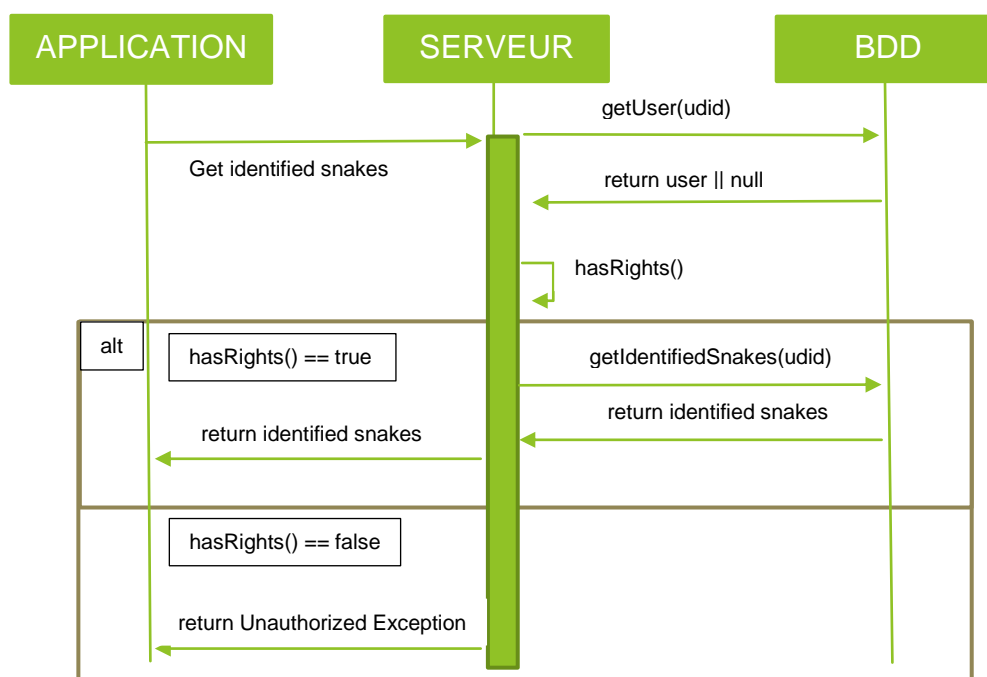 APPLICATION
SERVEUR
BDD
getUser(udid)
Get identified snakes
return user || null
hasRights()
alt
hasRights() == true
getIdentifiedSnakes(udid)
return identified snakes
return identified snakes
hasRights() == false
return Unauthorized Exception